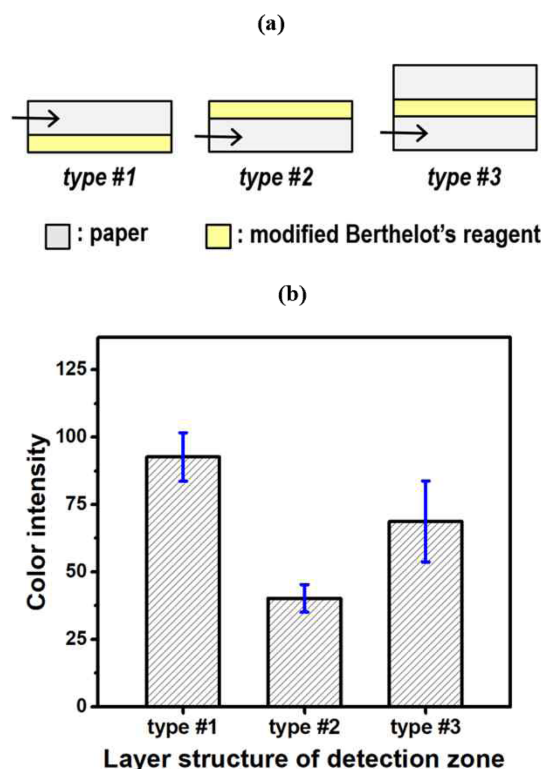 (a)
type #1 type #2 type #3
: paper : modified Berthelot's reagent
(b)
125
100
75
50
25
0
Color intensity
type #1 type #2 type #3
Layer structure of detection zone